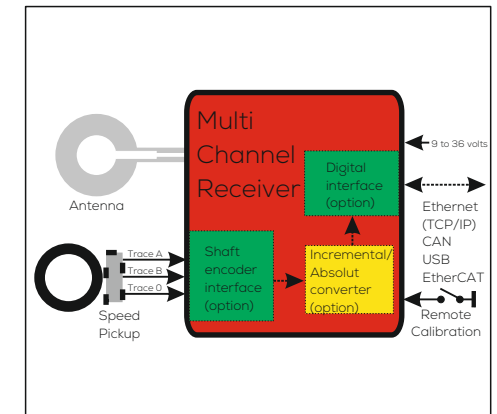 Multi
Channel
Receiver
9 to 36 volts
Digital
interface
(option)
Antenna
Ethernet
(TCP/IP)
CAN
USB
EtherCAT
Trace A
Trace B
Trace 0
Shaft
encoder
interface
(option)
Incremental/
Absolut
converter
(option)
Speed
Pickup
Remote
Calibration